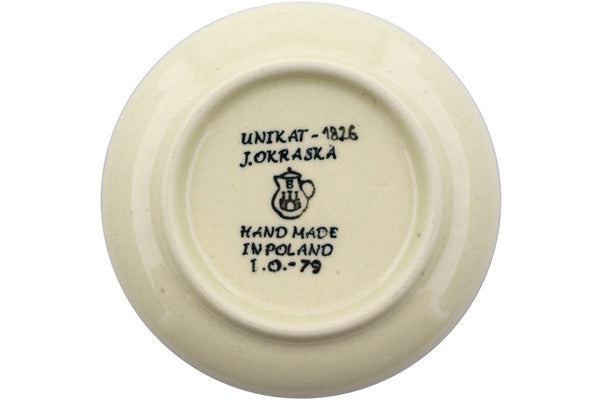 UNIKAT - 1826
J.OKRASKA
B
HAND MADE
IN POLAND
I.O.-79